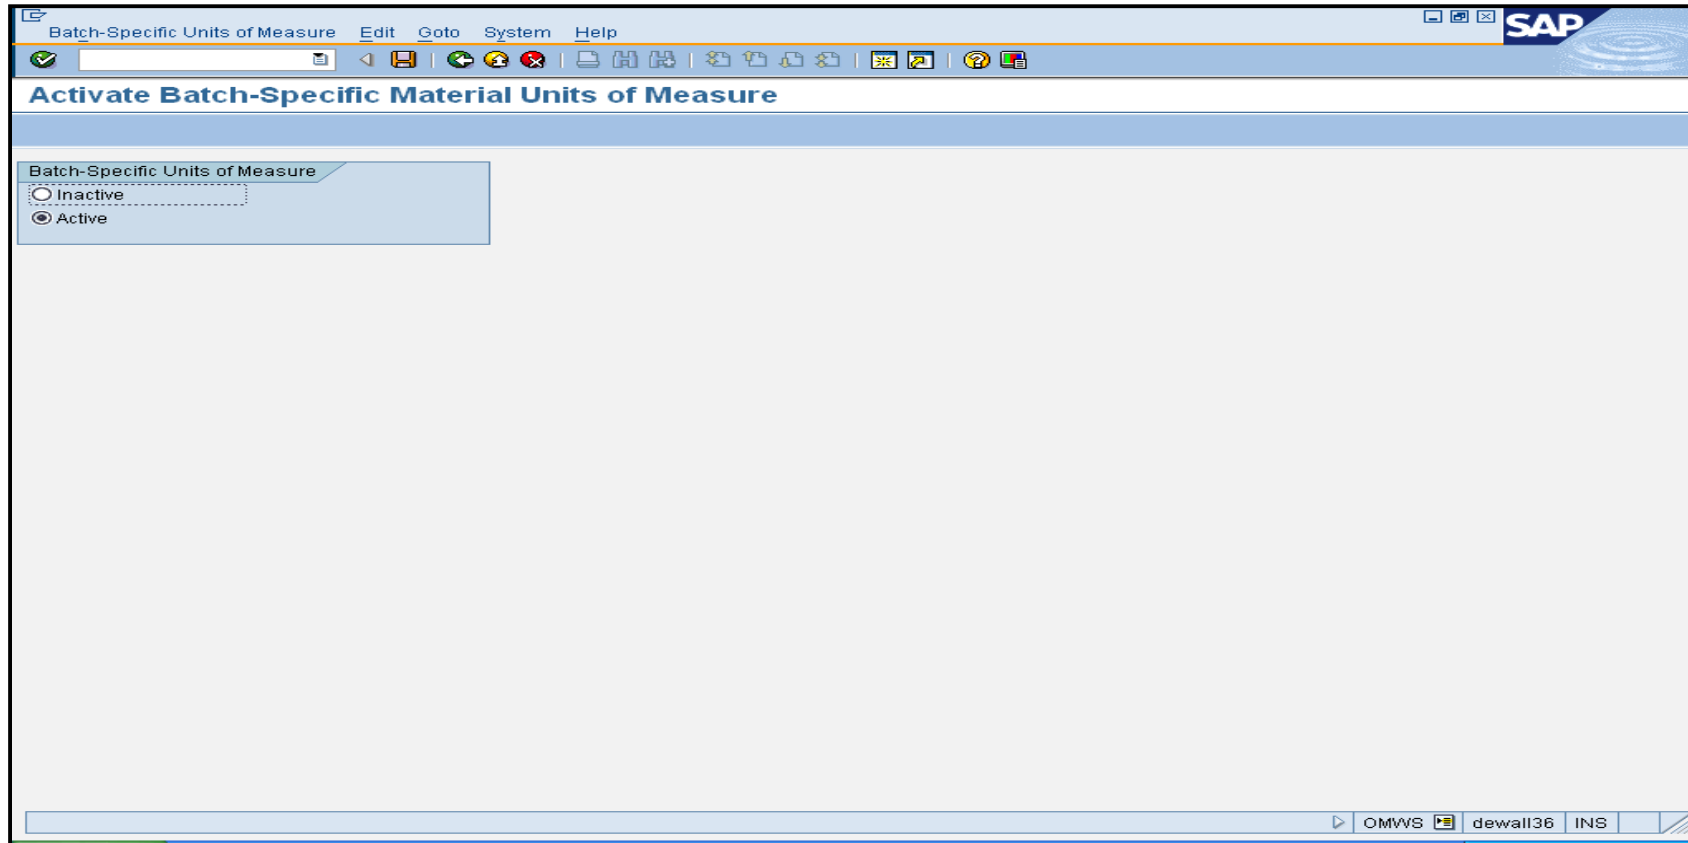 Batch-Specific Units of Measure Edit Goto System Help
SAP
Activate Batch-Specific Material Units of Measure
Batch-Specific Units of Measure
Inactive
Active
OMWS dewall36 INS